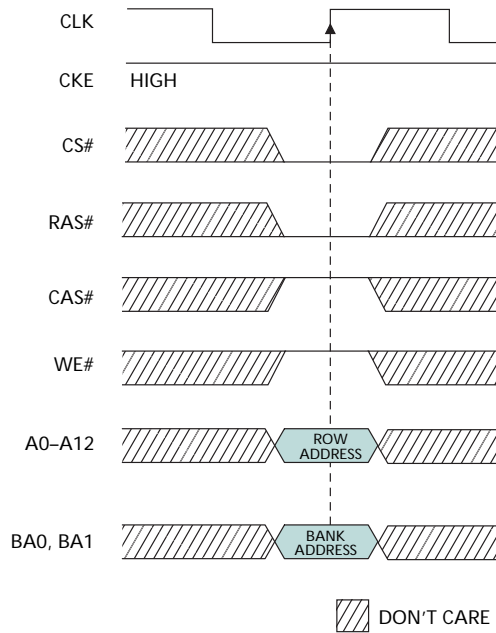 CLK
CKE HIGH
CS#
RAS#
CAS#
WE#
A0–A12 ROW
ADDRESS
BA0, BA1 BANK
ADDRESS
DON'T CARE